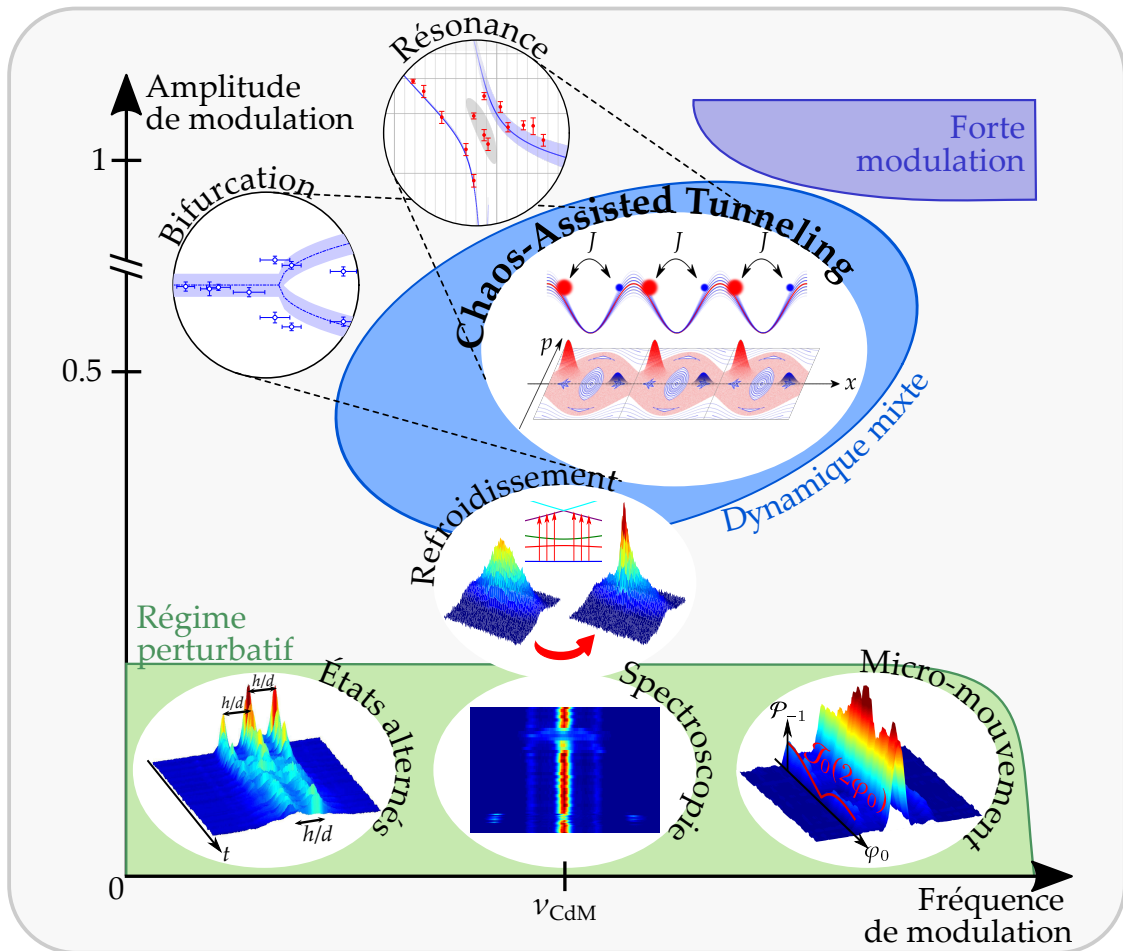 Résonance
Amplitude
de modulation
1
Forte
modulation
Bifurcation
Chaos-Assisted Tunneling
J
J
J
p
x
0.5
Dynamique mixte
Refroidissement
Régime
perturbatif
États alternés
h/d
h/d
h/d
t
Spectroscopie
Micro-mouvement
𝒫₋₁
J₀(2φ₀)
φ₀
0
νCdM
Fréquence
de modulation